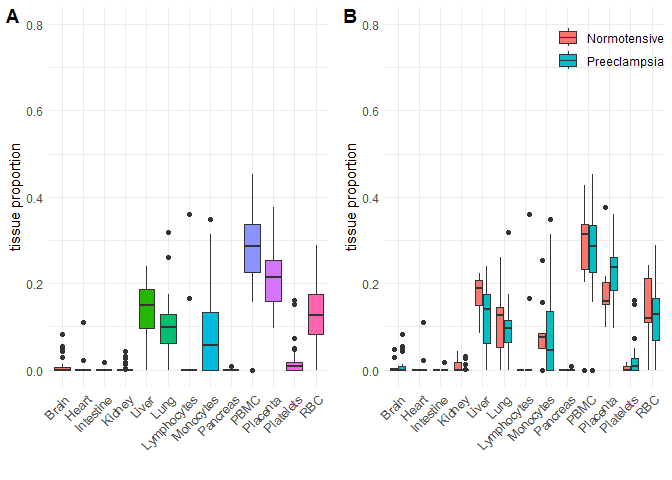 A
tissue proportion
0.8
0.6
0.4
0.2
0.0
Brain
Heart
Intestine
Kidney
Liver
Lung
Lymphocytes
Monocytes
Pancreas
PBMC
Placenta
Platelets
RBC
B
tissue proportion
0.8
0.6
0.4
0.2
0.0
Normotensive
Preeclampsia
Brain
Heart
Intestine
Kidney
Liver
Lung
Lymphocytes
Monocytes
Pancreas
PBMC
Placenta
Platelets
RBC